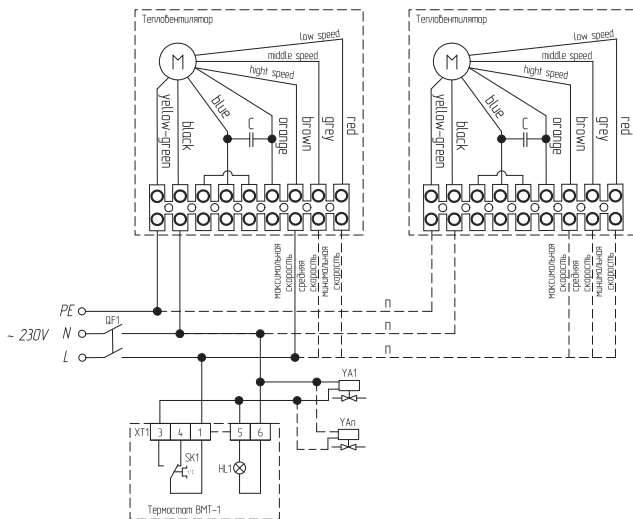 Тепловентилятор
Тепловентилятор
low speed
middle speed
hight speed
M
yellow-green
black
blue
C
orange
brown
grey
red
low speed
middle speed
hight speed
M
yellow-green
black
blue
C
orange
brown
grey
red
максимальная
скорость
средняя
скорость
минимальная
скорость
максимальная
скорость
средняя
скорость
минимальная
скорость
PE
n
QF1
~ 230V
N
n
L
n
YA1
YAn
XT1
3
4
1
5
6
SK1
HL1
Термостат ВМТ-1